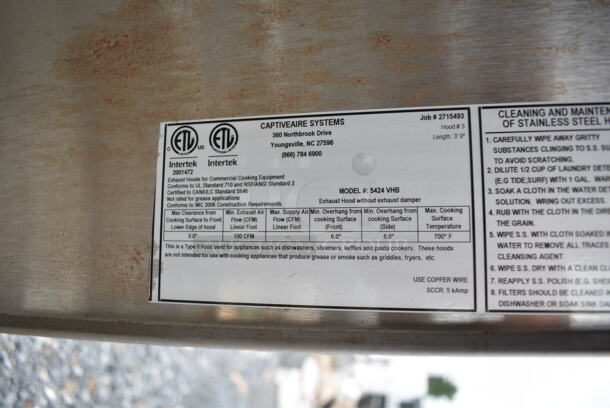 CAPTIVEAIRE SYSTEMS
360 Northbrook Drive
Youngsville, NC 27596
(866) 784 6900
Job # 2715493
Hood # 3
Length: 3' 9"
C ETL US
Intertek
2001472
ETL
Intertek
Exhaust Hoods for Commercial Cooking Equipment
Conforms to UL Standard 710 and NSF/ANSI Standard 2
Certified to CAN/ULC Standard S646
Not rated for grease applications
Conforms to IMC 2006 Construction Requirements.
MODEL #: 5424 VHB
Exhaust Hood without exhaust damper
Max Clearance from Cooking Surface to Front Lower Edge of hood
Min. Exhaust Air Flow (CFM) Linear Foot
Max. Supply Air Flow (CFM) Linear Foot
Min. Overhang from cooking Surface (Front)
Min. Overhang from cooking Surface (Side)
Max. Cooking Surface Temperature
0.0" 100 CFM - 6.0" 6.0" 700° F
This is a Type II hood used for appliances such as dishwashers, steamers, kettles and pasta cookers. These hoods
are not intended for use with cooking appliances that produce grease or smoke such as griddles, fryers, etc.
USE COPPER WIRE
SCCR: 5 kAmp
CLEANING AND MAINTEN
OF STAINLESS STEEL H
1. CAREFULLY WIPE AWAY GRITTY
SUBSTANCES CLINGING TO S.S. SU
TO AVOID SCRATCHING.
2. DILUTE 1/2 CUP OF LAUNDRY DETE
(E.G TIDE,SURF) WITH 1 GAL. WAR
3. SOAK A CLOTH IN THE WATER DET
SOLUTION. WRING OUT EXCESS.
4. RUB WITH THE CLOTH IN THE DIRE
THE GRAIN.
5. WIPE S.S. WITH CLOTH SOAKED I
WATER TO REMOVE ALL TRACES
CLEANSING AGENT.
6. WIPE S.S. DRY WITH A CLEAN CL
7. REAPPLY S.S. POLISH (E.G. SHE
8. FILTERS SHOULD BE CLEANED I
DISHWASHER OR SOAK SINK DA